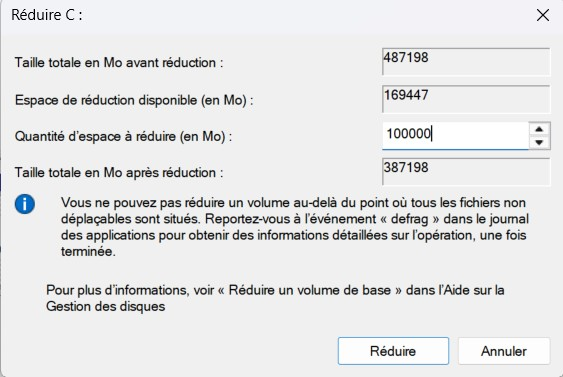 Réduire C :
Taille totale en Mo avant réduction :
487198
Espace de réduction disponible (en Mo) :
169447
Quantité d'espace à réduire (en Mo) :
100000
Taille totale en Mo après réduction :
387198
Vous ne pouvez pas réduire un volume au-delà du point où tous les fichiers non
déplaçables sont situés. Reportez-vous à l'événement « defrag » dans le journal
des applications pour obtenir des informations détaillées sur l'opération, une fois
terminée.
Pour plus d'informations, voir « Réduire un volume de base » dans l'Aide sur la
Gestion des disques
Réduire
Annuler